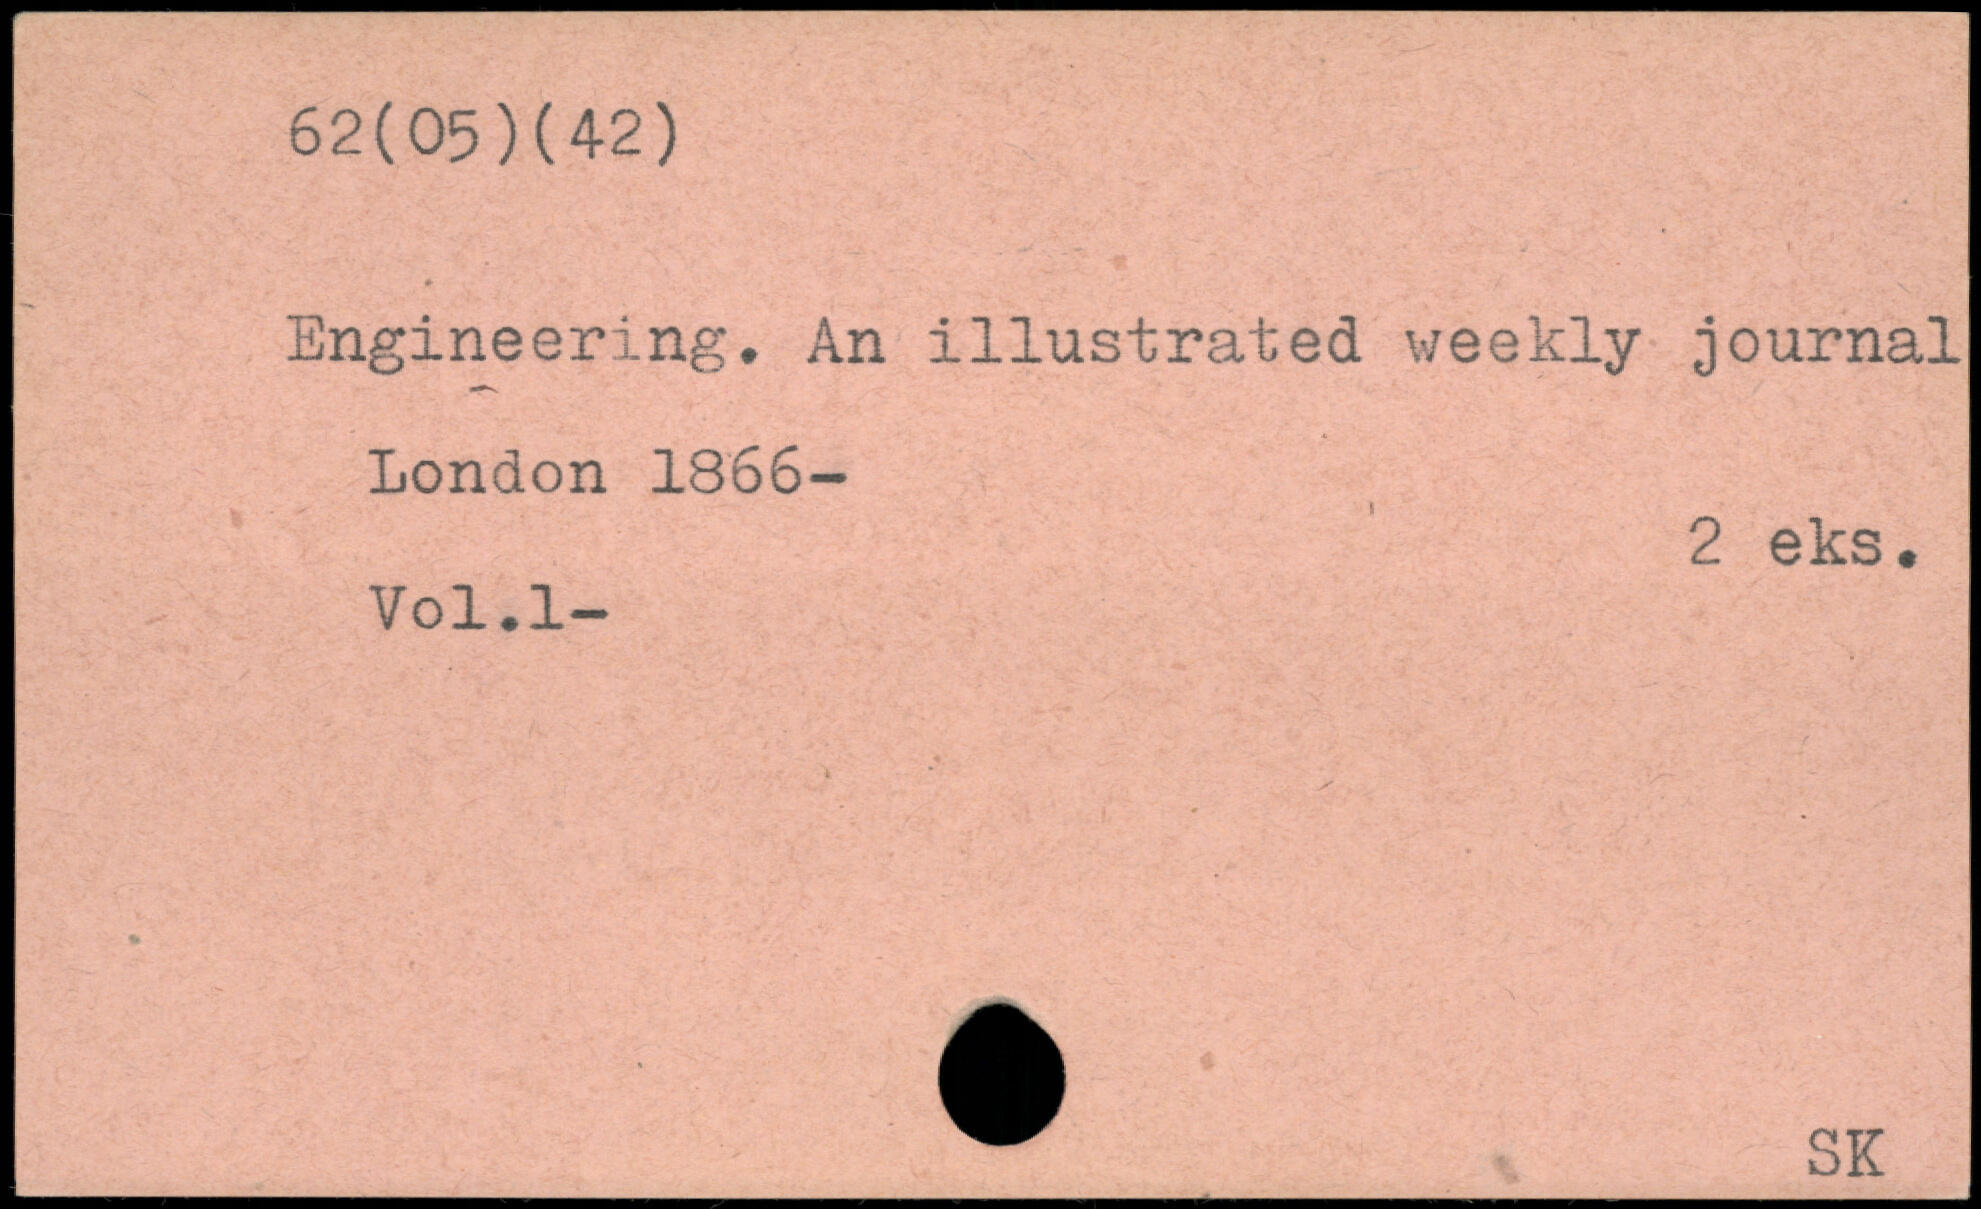 62(05)(42)
Engineering. An illustrated weekly journal
London 1866-
2 eks.
Vol.1-
SK